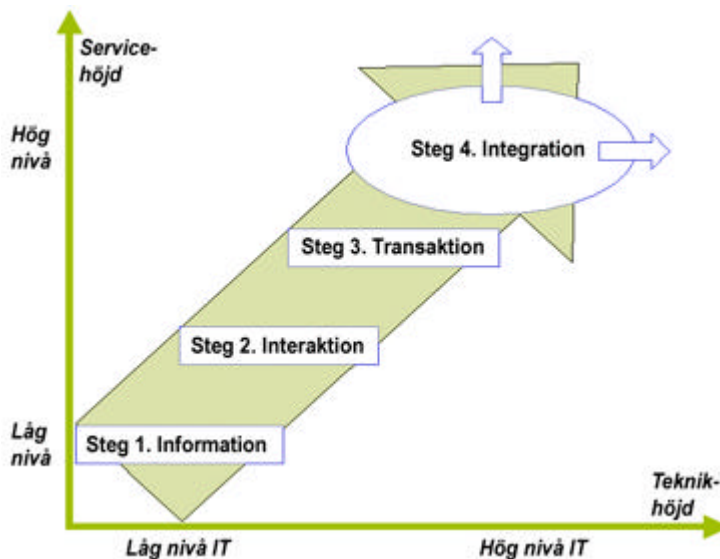 Service-
höjd
Hög
nivå
Steg 4. Integration
Steg 3. Transaktion
Steg 2. Interaktion
Låg
nivå
Steg 1. Information
Teknik-
höjd
Låg nivå IT
Hög nivå IT